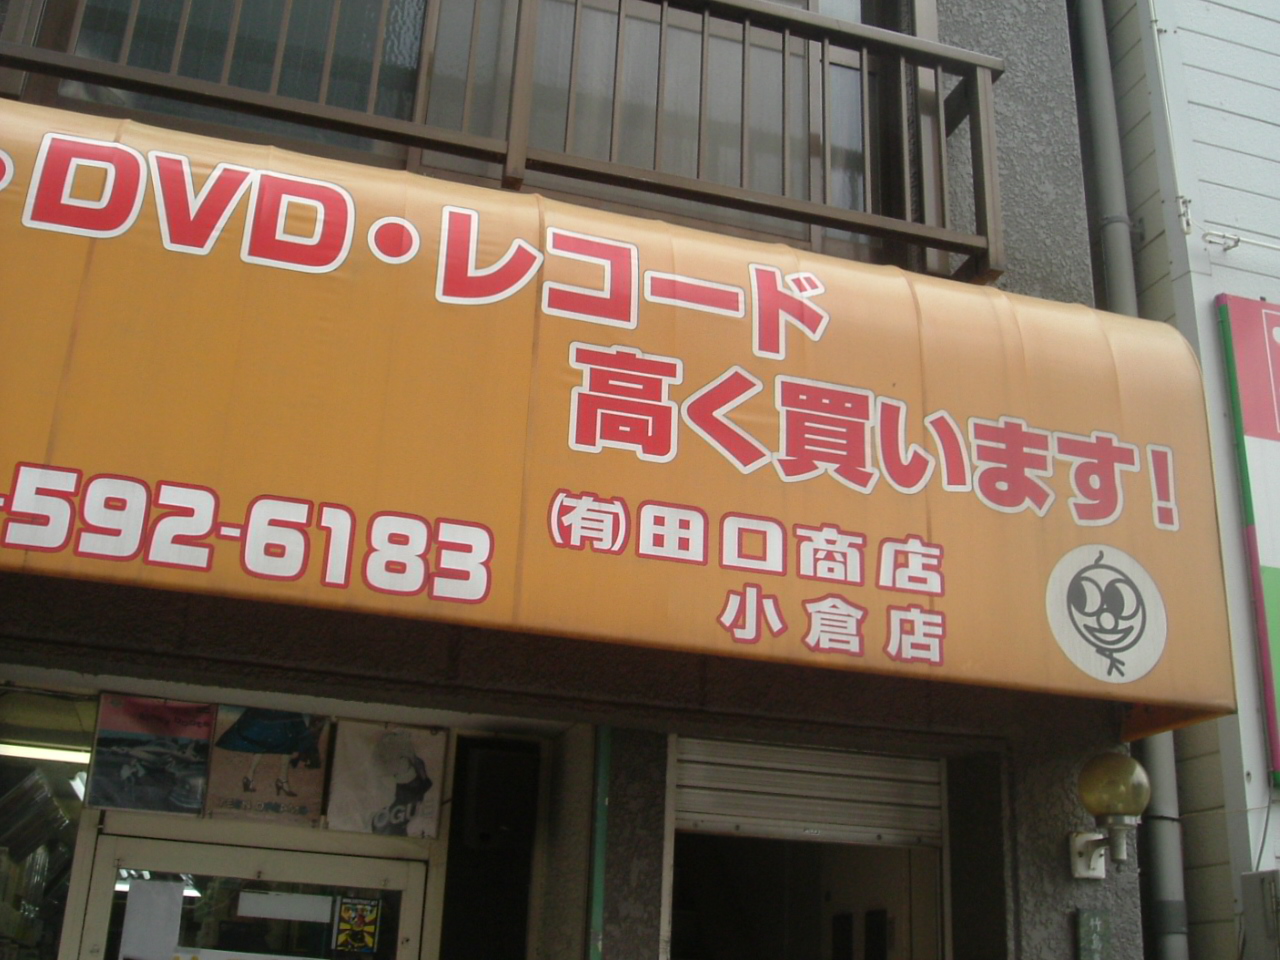 ・DVD・レコード
高く買います!
-592-6183
(有)田口商店
小倉店
VOGUE